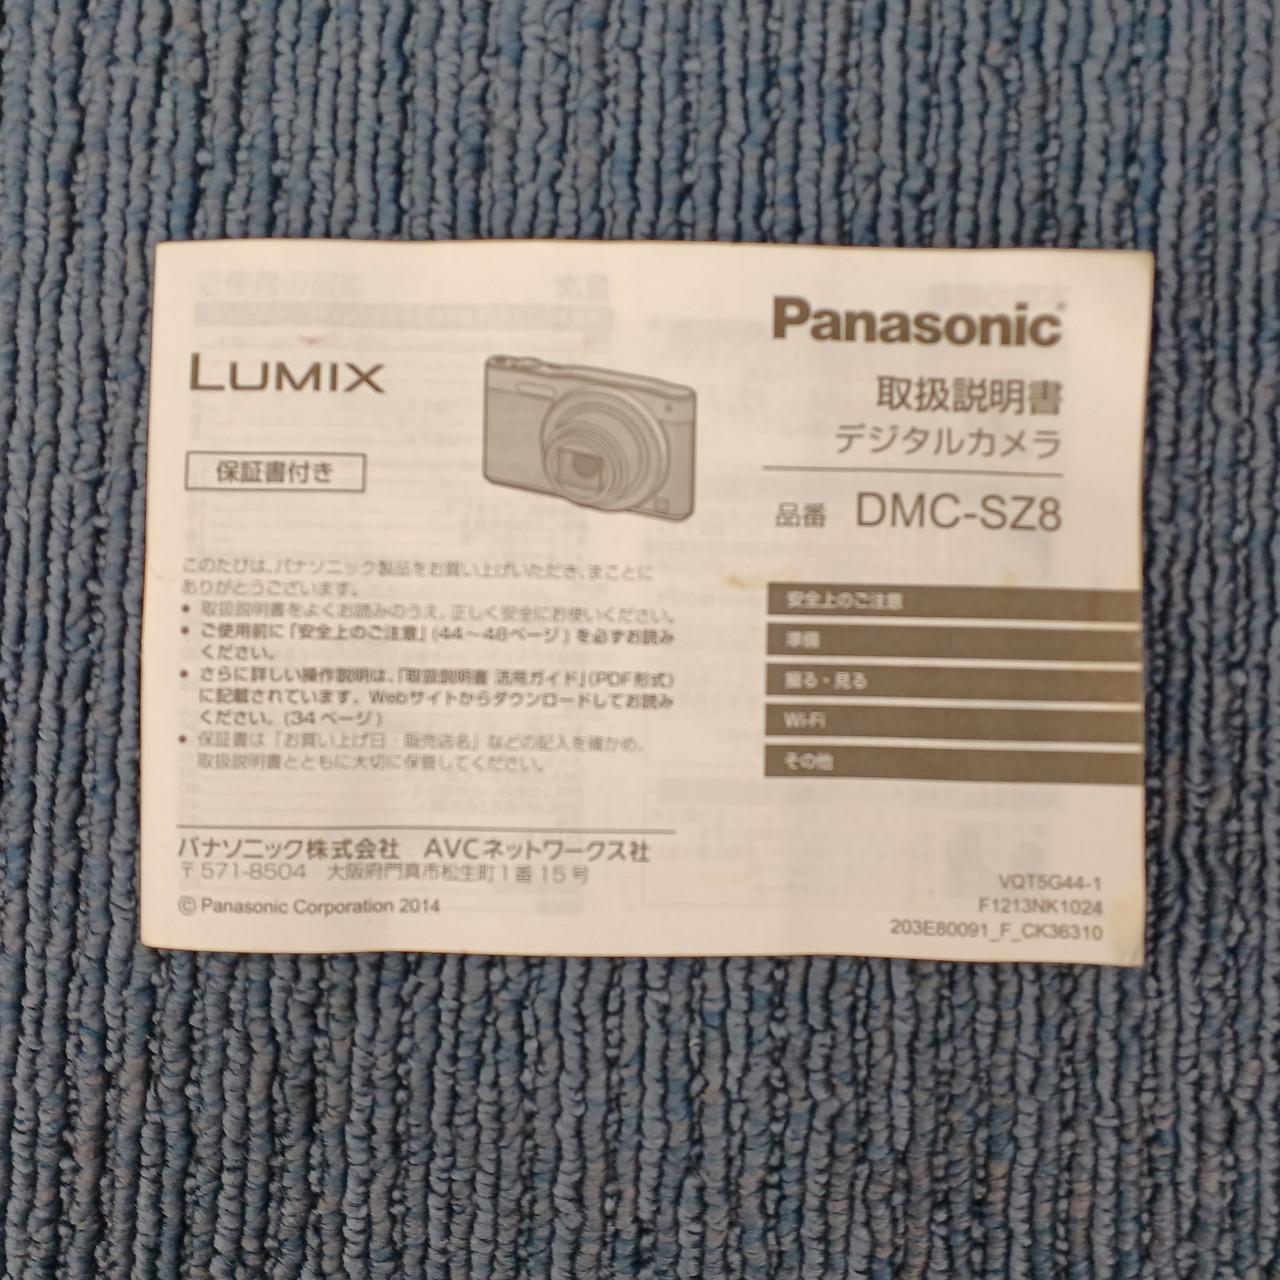 LUMIX
保証書付き
このたびは、パナソニック製品をお買い上げいただき、まことに
ありがとうございます。
● 取扱説明書をよくお読みのうえ、正しく安全にお使いください。
● ご使用前に「安全上のご注意」(44～48ページ)を必ずお読み
ください。
● さらに詳しい操作説明は、「取扱説明書 活用ガイド」(PDF形式)
に記載されています。Webサイトからダウンロードしてお読み
ください。(34 ページ)
● 保証書は「お買い上げ日・販売店名」などの記入を確かめ、
取扱説明書とともに大切に保管してください。
パナソニック株式会社 AVCネットワークス社
〒571-8504 大阪府門真市松生町1番15号
© Panasonic Corporation 2014
Panasonic
取扱説明書
デジタルカメラ
品番 DMC-SZ8
安全上のご注意
準備
撮る・見る
Wi-Fi
その他
VQT5G44-1
F1213NK1024
203E80091_F_CK36310